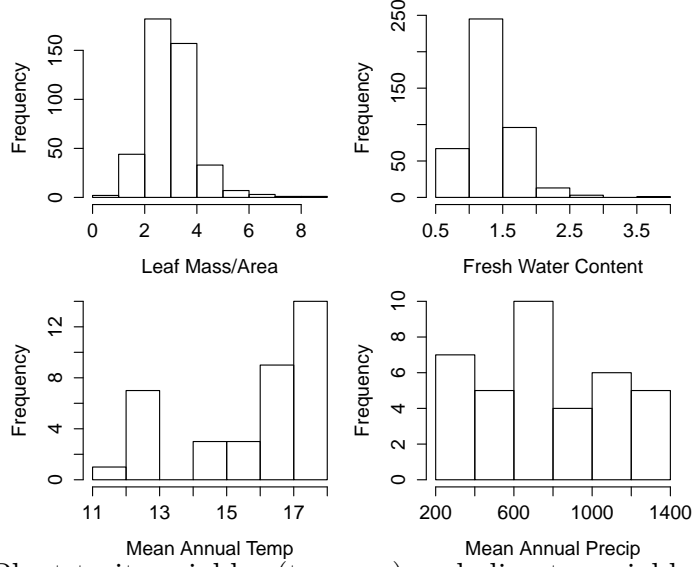 Frequency
0 50 100 150
0 2 4 6 8
Leaf Mass/Area
Frequency
0 50 150 250
0.5 1.5 2.5 3.5
Fresh Water Content
Frequency
0 4 8 12
11 13 15 17
Mean Annual Temp
Frequency
0 2 4 6 8 10
200 600 1000 1400
Mean Annual Precip